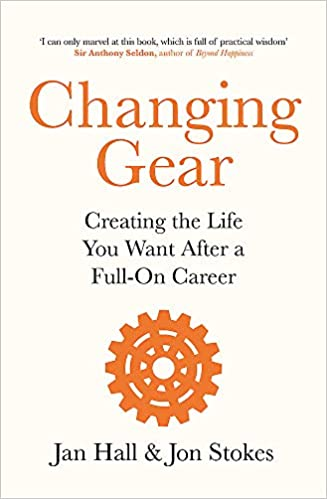 ‘I can only marvel at this book, which is full of practical wisdom’
Sir Anthony Seldon, author of Beyond Happiness
Changing
Gear
Creating the Life
You Want After a
Full-On Career
Jan Hall & Jon Stokes